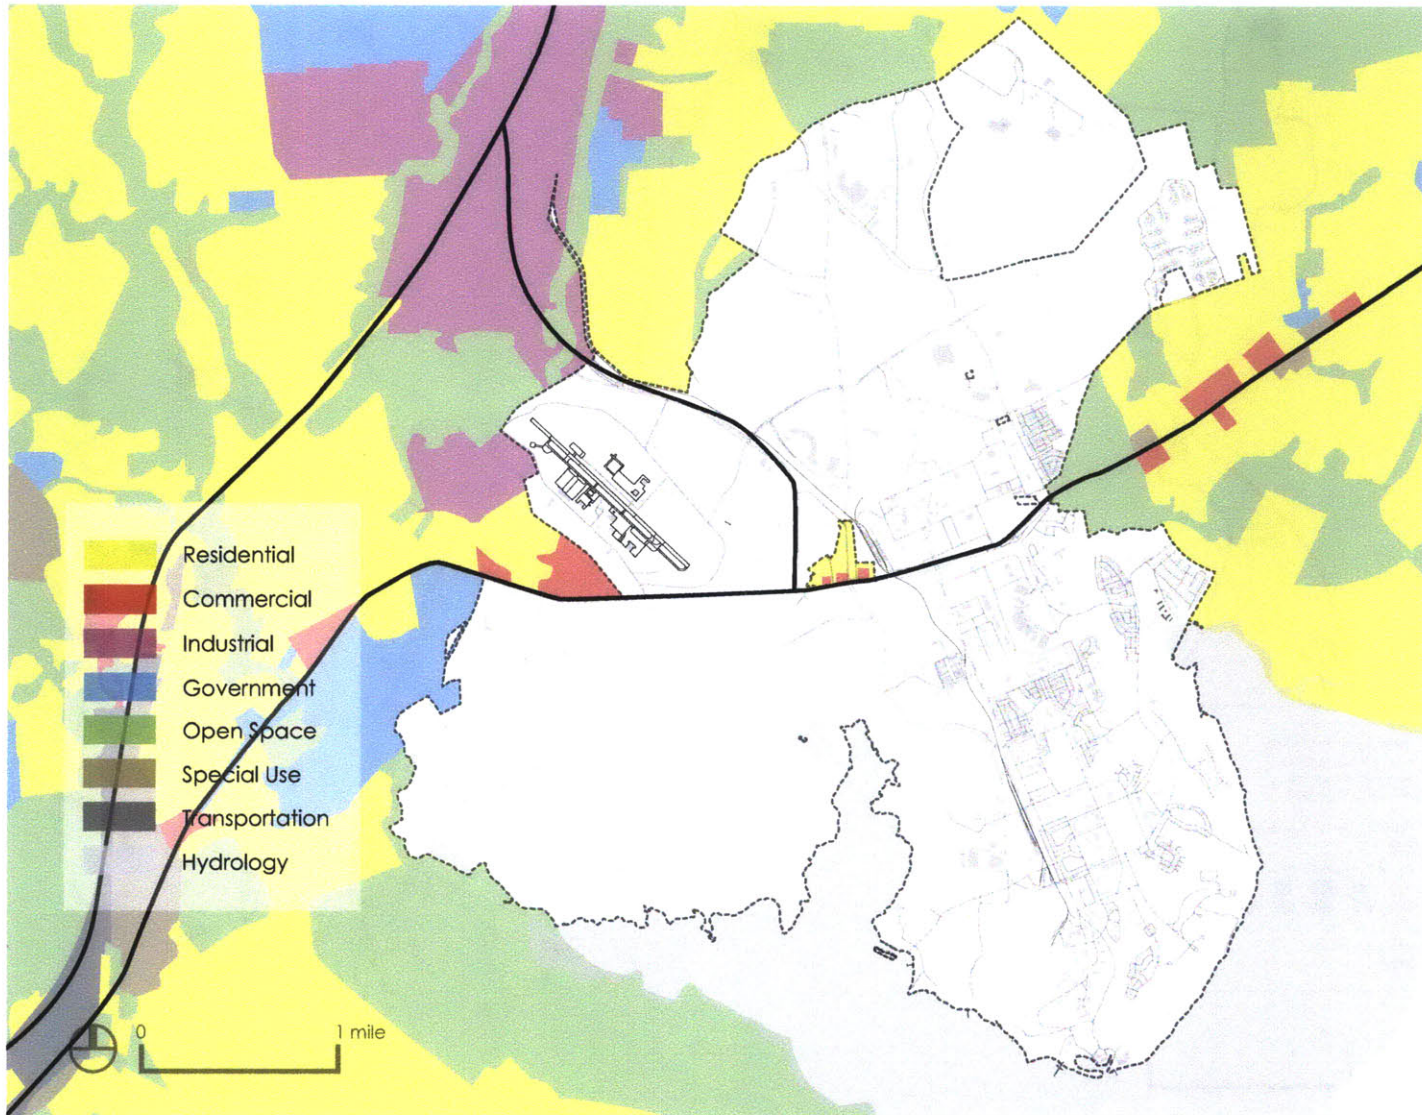 Residential
Commercial
Industrial
Government
Open Space
Special Use
Transportation
Hydrology
0 1 mile